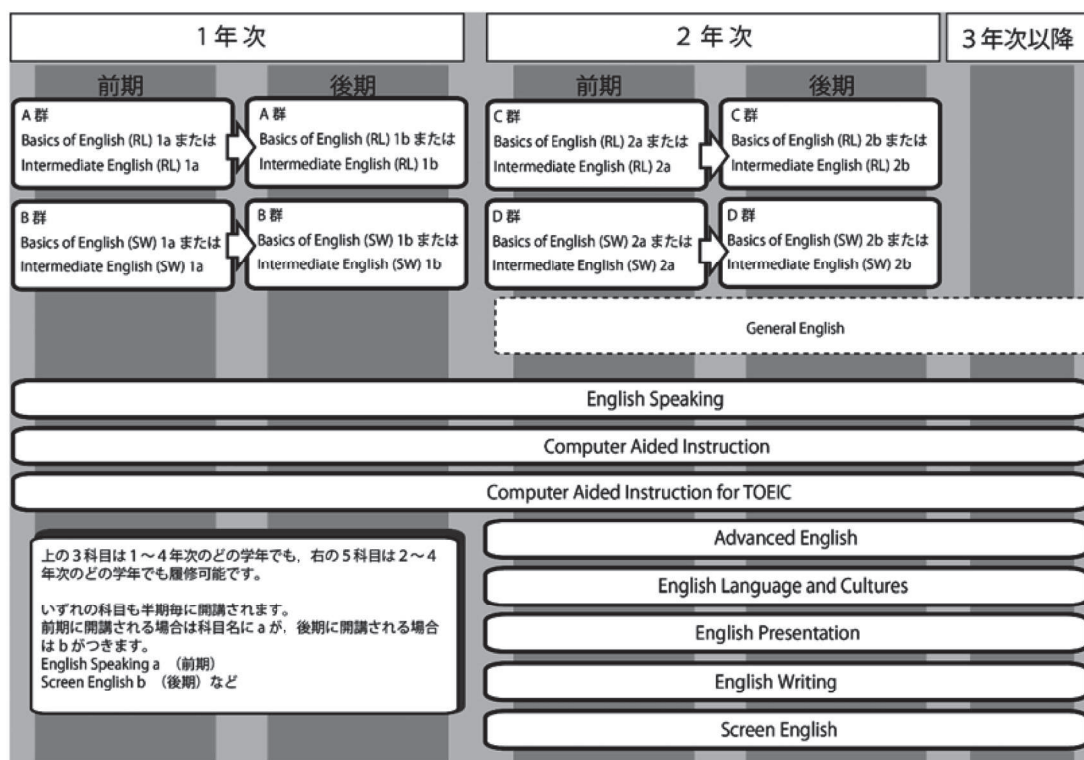 1年次
2年次
3年次以降
前期
後期
前期
後期
A群
Basics of English (RL) 1a または
Intermediate English (RL) 1a
A群
Basics of English (RL) 1b または
Intermediate English (RL) 1b
C群
Basics of English (RL) 2a または
Intermediate English (RL) 2a
C群
Basics of English (RL) 2b または
Intermediate English (RL) 2b
B群
Basics of English (SW) 1a または
Intermediate English (SW) 1a
B群
Basics of English (SW) 1b または
Intermediate English (SW) 1b
D群
Basics of English (SW) 2a または
Intermediate English (SW) 2a
D群
Basics of English (SW) 2b または
Intermediate English (SW) 2b
General English
English Speaking
Computer Aided Instruction
Computer Aided Instruction for TOEIC
上の3科目は1〜4年次のどの学年でも,右の5科目は2〜4
年次のどの学年でも履修可能です。
いずれの科目も半期毎に開講されます。
前期に開講される場合は科目名にaが,後期に開講される場合
はbがつきます。
English Speaking a （前期）
Screen English b （後期）など
Advanced English
English Language and Cultures
English Presentation
English Writing
Screen English